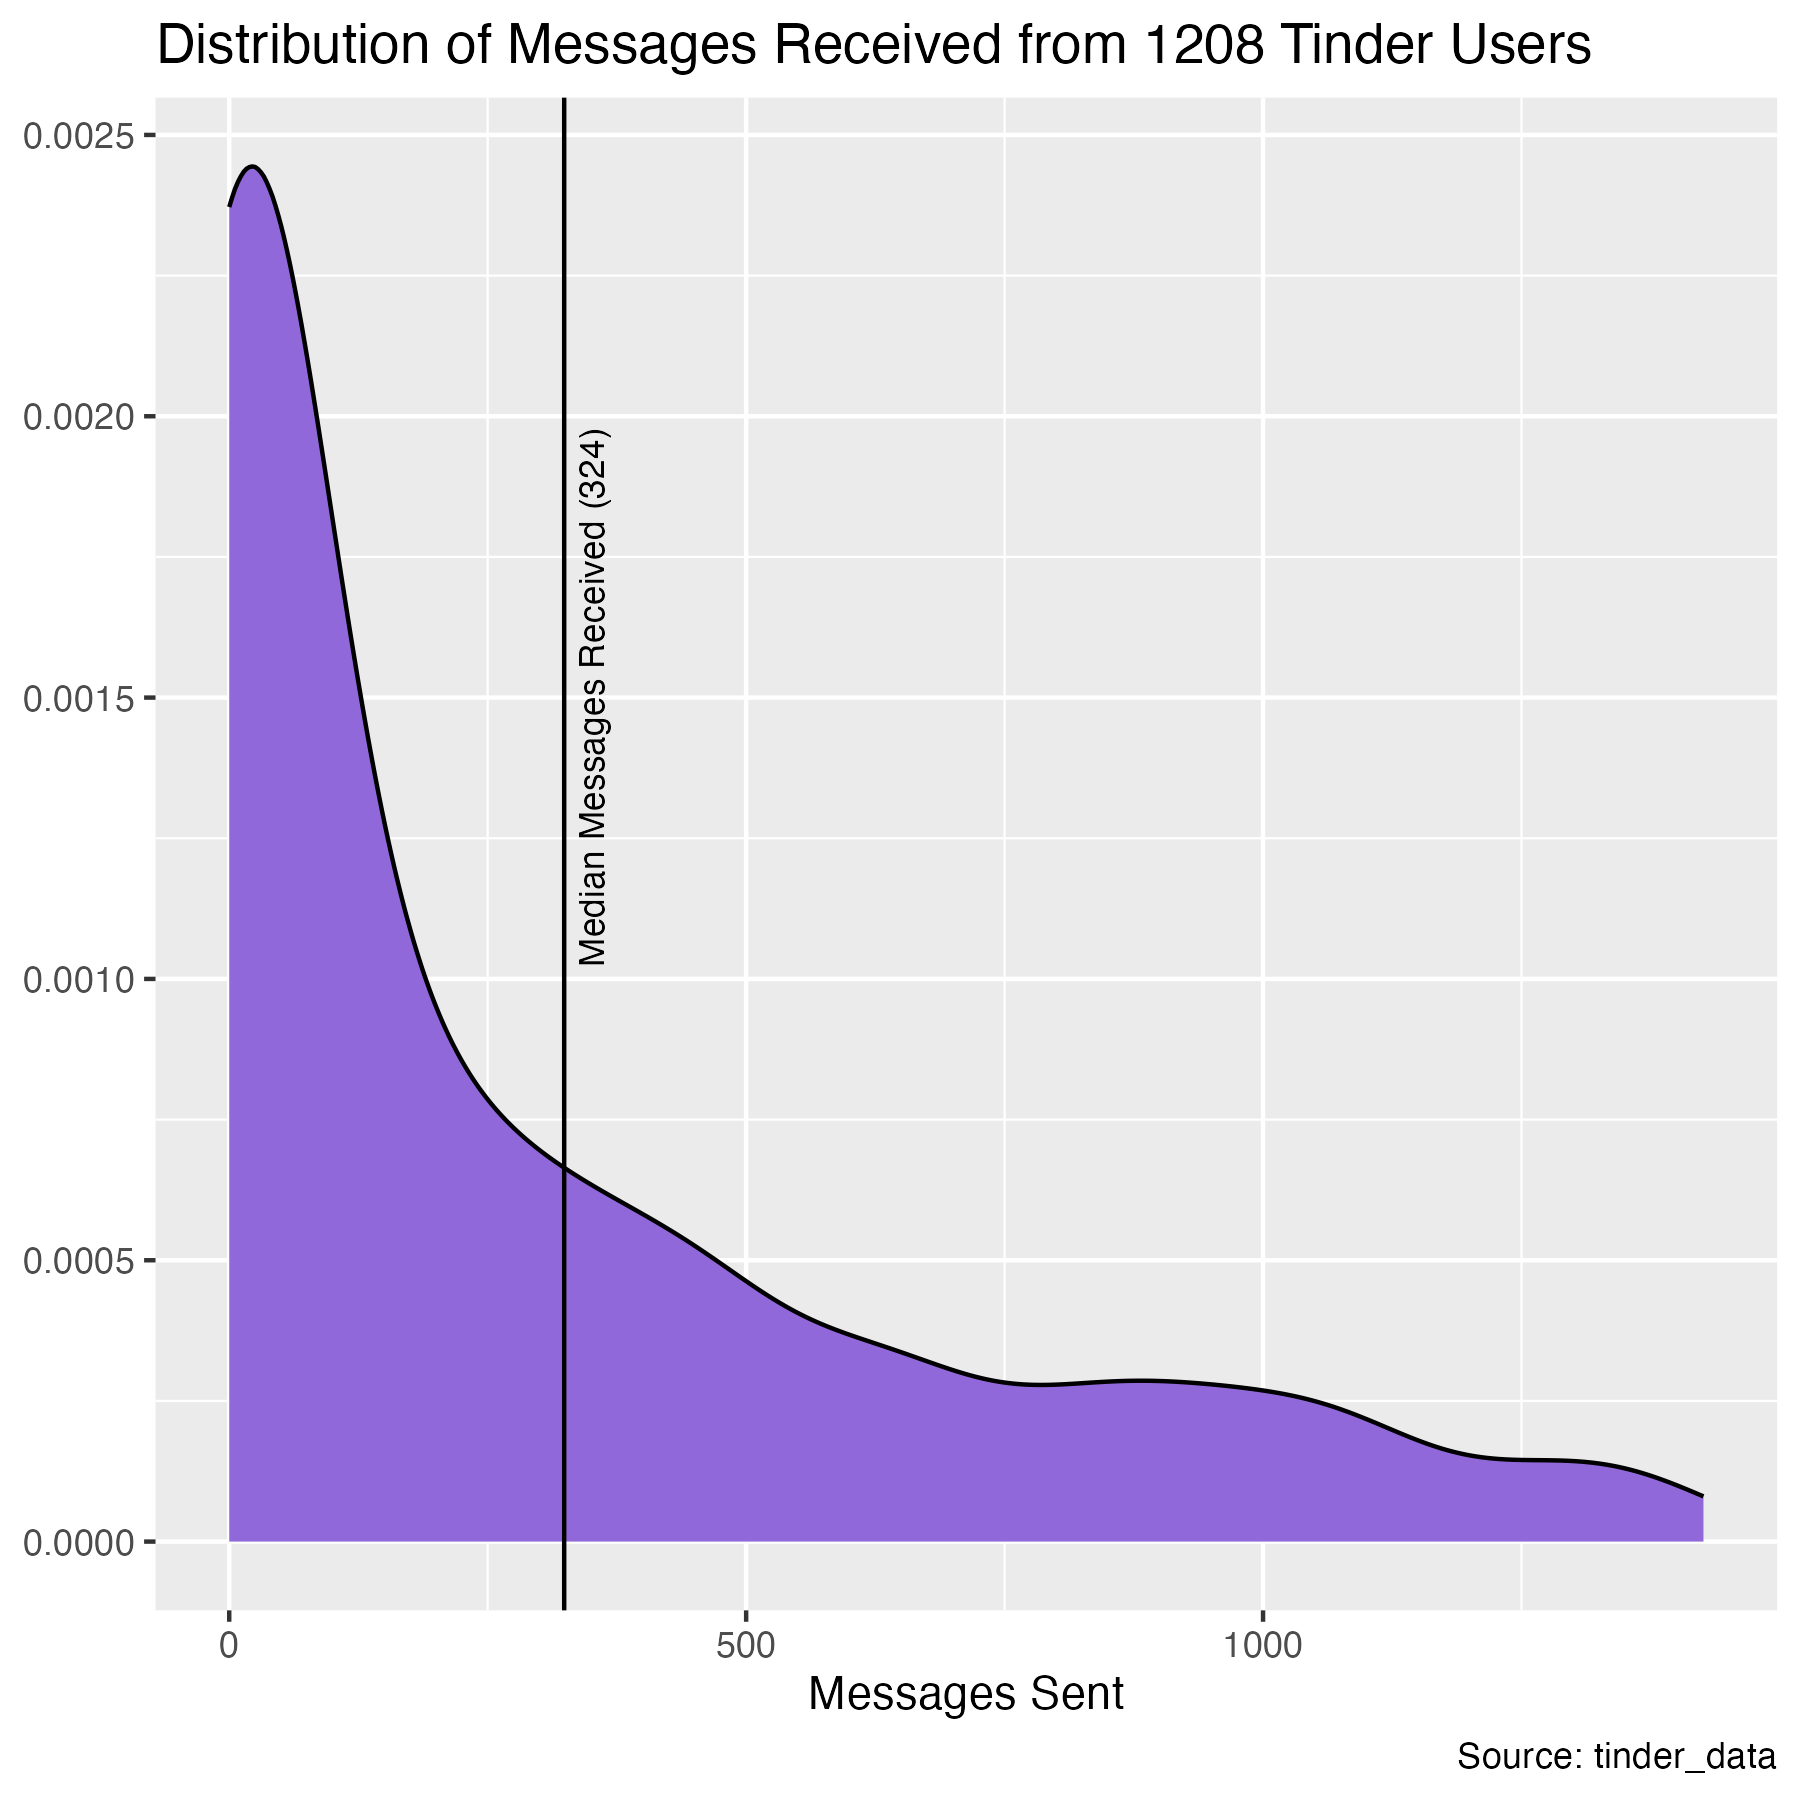 Distribution of Messages Received from 1208 Tinder Users
0.0025
0.0020
0.0015
0.0010
0.0005
0.0000
Median Messages Received (324)
0 500 1000
Messages Sent
Source: tinder_data